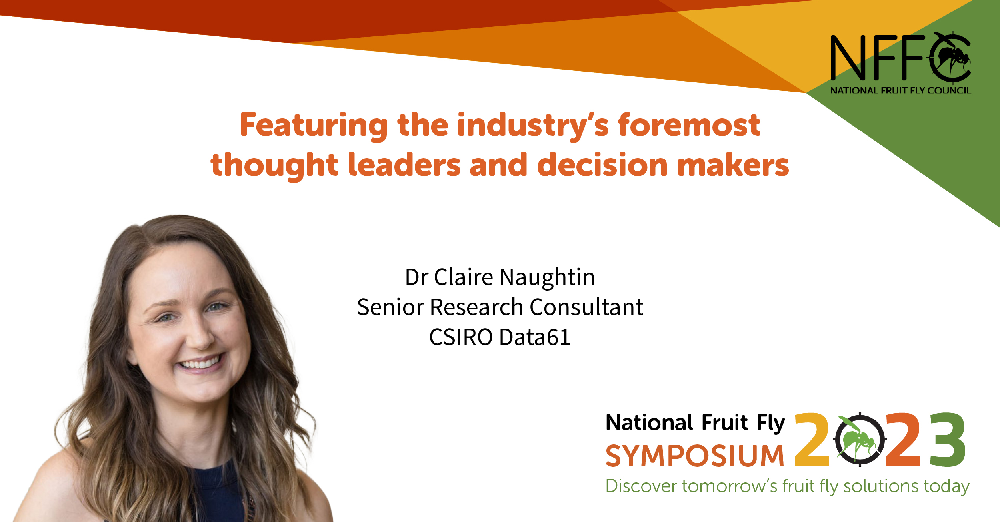 NFFC
NATIONAL FRUIT FLY COUNCIL
Featuring the industry’s foremost
thought leaders and decision makers
Dr Claire Naughtin
Senior Research Consultant
CSIRO Data61
National Fruit Fly
SYMPOSIUM 2023
Discover tomorrow’s fruit fly solutions today